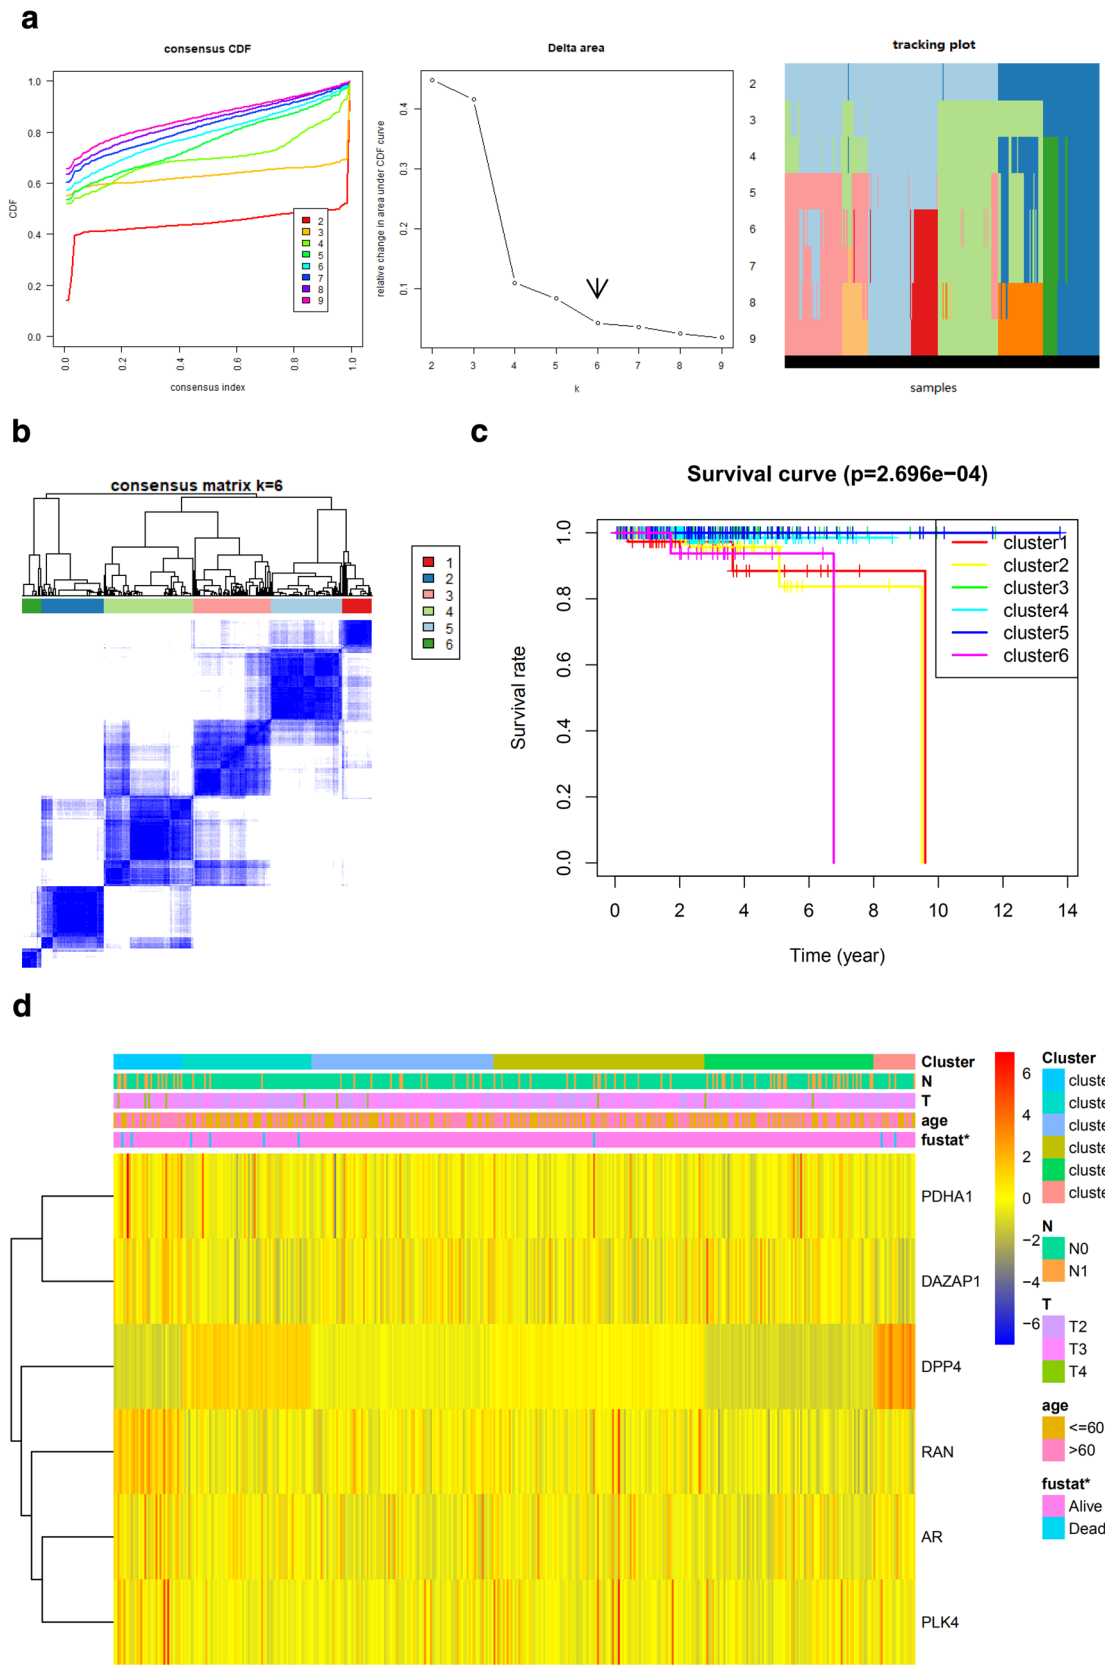 a
consensus CDF
CDF
1.0
0.8
0.6
0.4
0.2
0.0
0.0
0.2
0.4
0.6
0.8
1.0
consensus index
2
3
4
5
6
7
8
9
Delta area
relative change in area under CDF curve
0.4
0.3
0.2
0.1
2
3
4
5
6
7
8
9
k
tracking plot
2
3
4
5
6
7
8
9
samples
b
consensus matrix k=6
1
2
3
4
5
6
c
Survival curve (p=2.696e−04)
Survival rate
1.0
0.8
0.6
0.4
0.2
0.0
0
2
4
6
8
10
12
14
Time (year)
cluster1
cluster2
cluster3
cluster4
cluster5
cluster6
d
Cluster
N
T
age
fustat*
PDHA1
DAZAP1
DPP4
RAN
AR
PLK4
6
4
2
0
−2
−4
−6
Cluster
cluste
cluste
cluste
cluste
cluste
cluste
N
N0
N1
T
T2
T3
T4
age
<=60
>60
fustat*
Alive
Dead